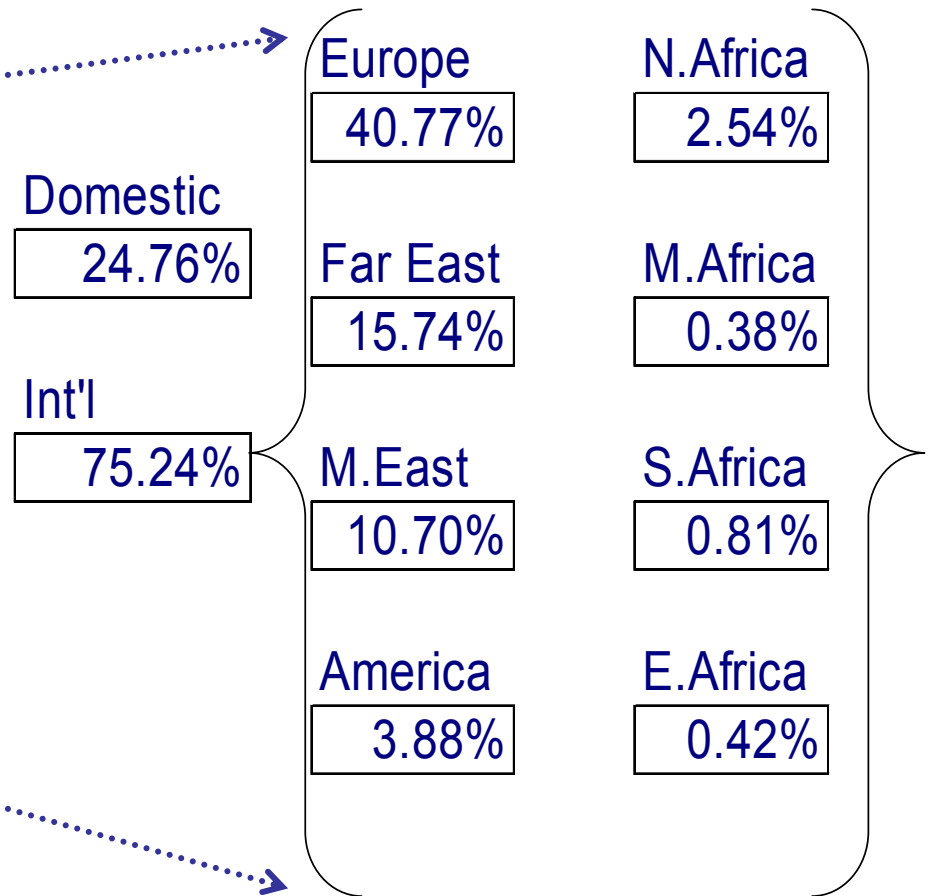 Domestic
24.76%
Int'l
75.24%
Europe
40.77%
Far East
15.74%
M.East
10.70%
America
3.88%
N.Africa
2.54%
M.Africa
0.38%
S.Africa
0.81%
E.Africa
0.42%